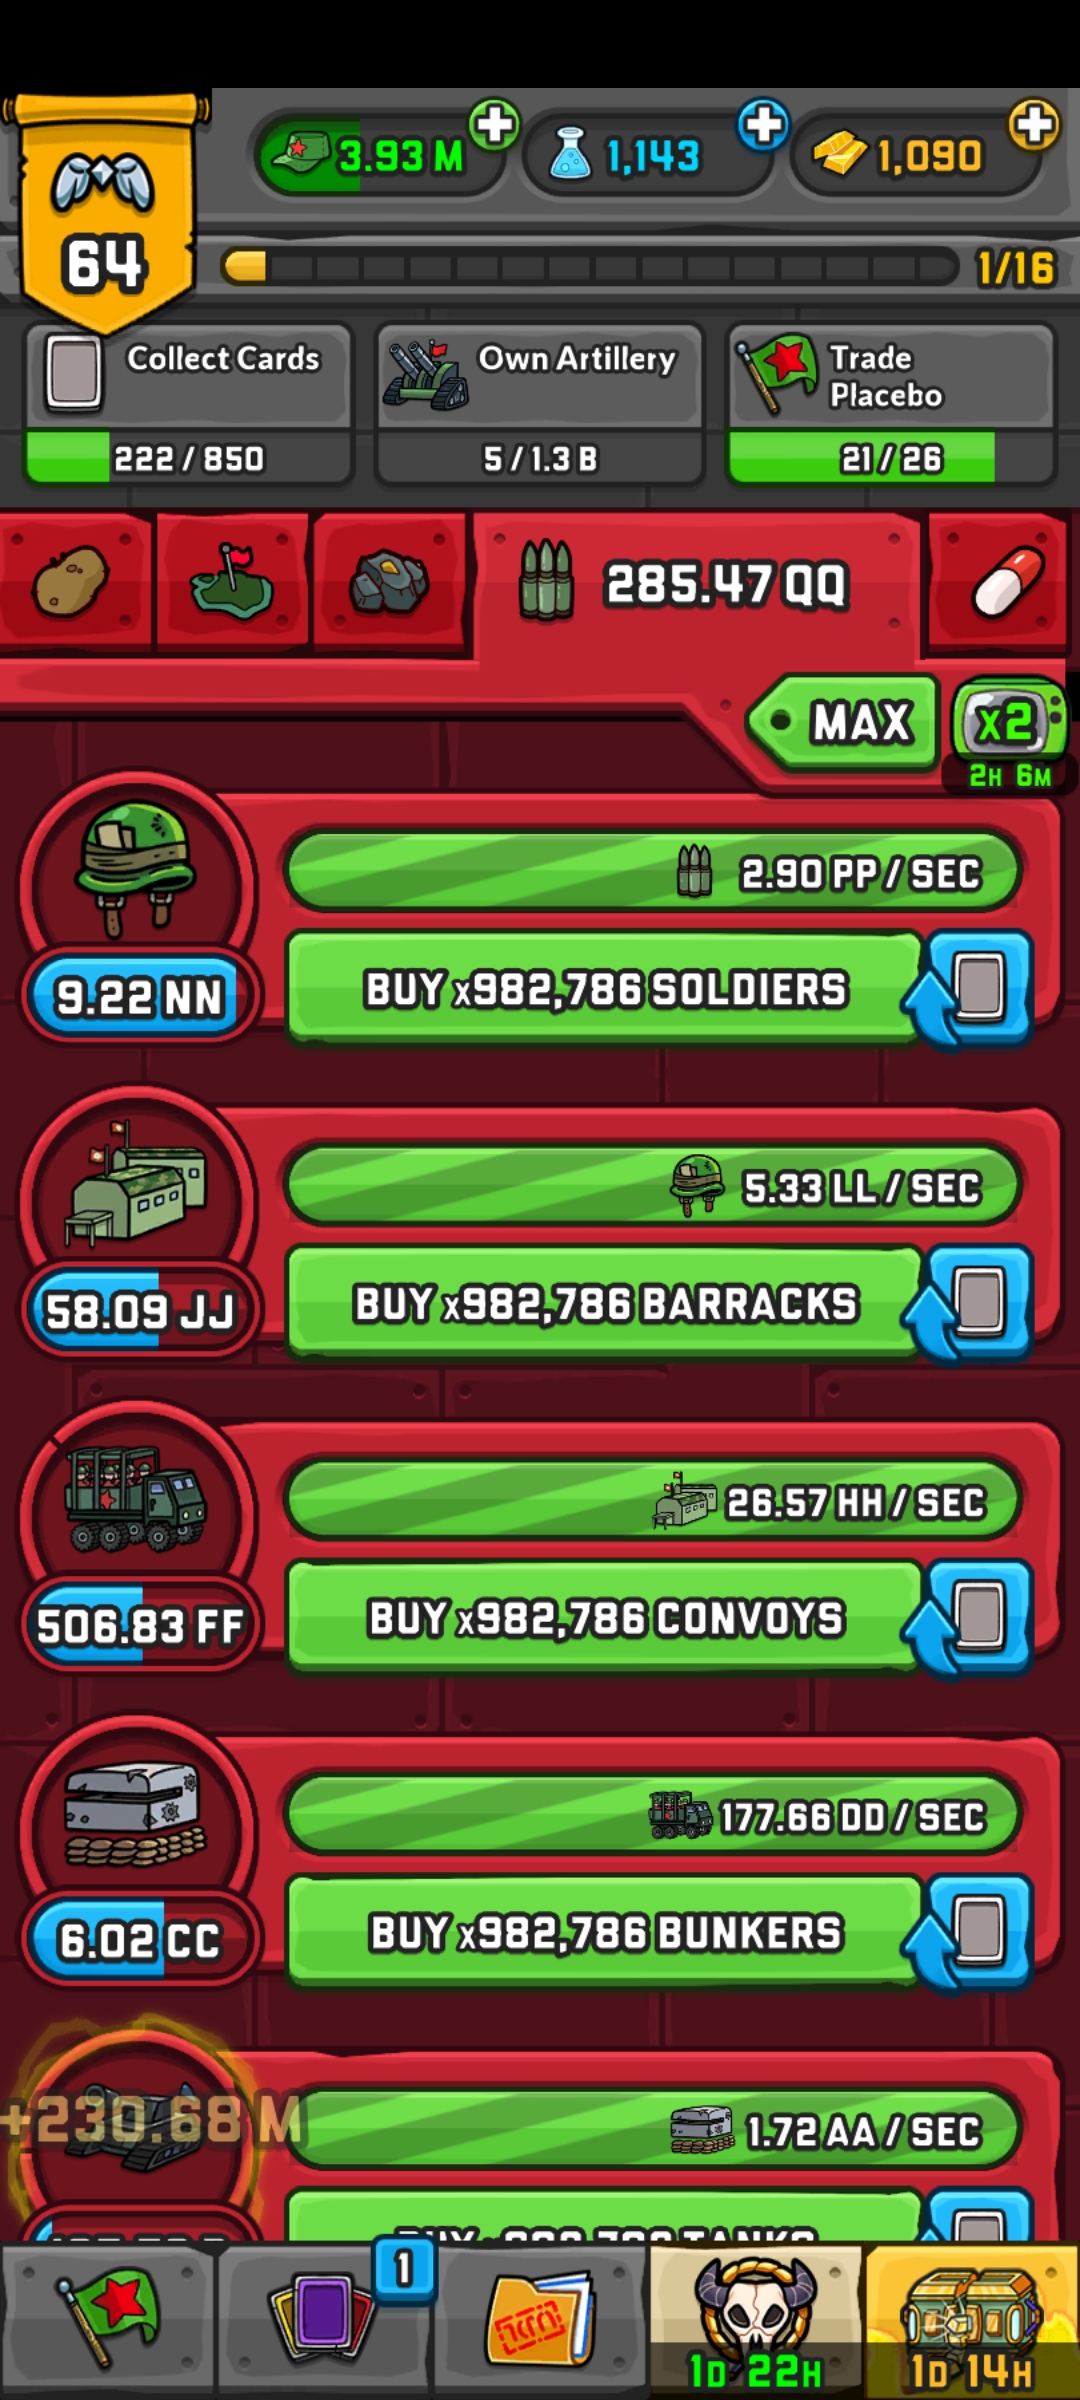 3.93 M
1,143
1,090
64
1/16
Collect Cards
222 / 850
Own Artillery
5 / 1.3 B
Trade
Placebo
21 / 26
285.47 QQ
MAX
x2
2H 6M
2.90 PP / SEC
9.22 NN
BUY x982,786 SOLDIERS
5.33 LL / SEC
58.09 JJ
BUY x982,786 BARRACKS
26.57 HH / SEC
506.83 FF
BUY x982,786 CONVOYS
177.66 DD / SEC
6.02 CC
BUY x982,786 BUNKERS
+230.68 M
1.72 AA / SEC
BUY x982,786 TANKS
1
1D 22H
1D 14H